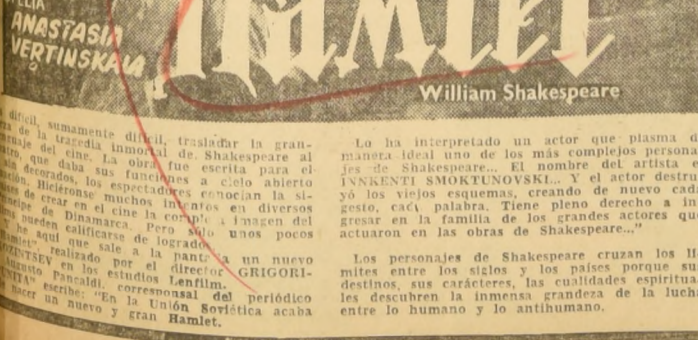 ANASTASIA
VERTINSKAIA
Hamlet
William Shakespeare
difícil, sumamente difícil, trasladar la gran-
de la tragedia inmortal de Shakespeare al
del cine. La obra fue escrita para el
que daba sus funciones a cielo abierto
sin decorados, los espectadores conocían la si-
Hiciéronse muchos intentos en diversos
de crear en el cine la completa imagen del
de Dinamarca. Pero sólo unos pocos
pueden calificarse de logrados
he aquí que sale a la pantalla un nuevo
realizado por el director GRIGORI-
en los estudios Lenfilm.
Augusto Pancaldi, corresponsal del periódico
escribe: "En la Unión Soviética acaba
nacer un nuevo y gran Hamlet.
Lo ha interpretado un actor que plasma d
manera ideal uno de los más complejos persona
jes de Shakespeare... El nombre del artista
INNKENTI SMOKTUNOVSKI... Y el actor destru
yó los viejos esquemas, creando de nuevo cad
gesto, cada palabra. Tiene pleno derecho a in
gresar en la familia de los grandes actores qu
actuaron en las obras de Shakespeare..."
Los personajes de Shakespeare cruzan los lí
mites entre los siglos y los países porque su
destinos, sus carácteres, las cualidades espiritua
les descubren la inmensa grandeza de la luch
entre lo humano y lo antihumano.